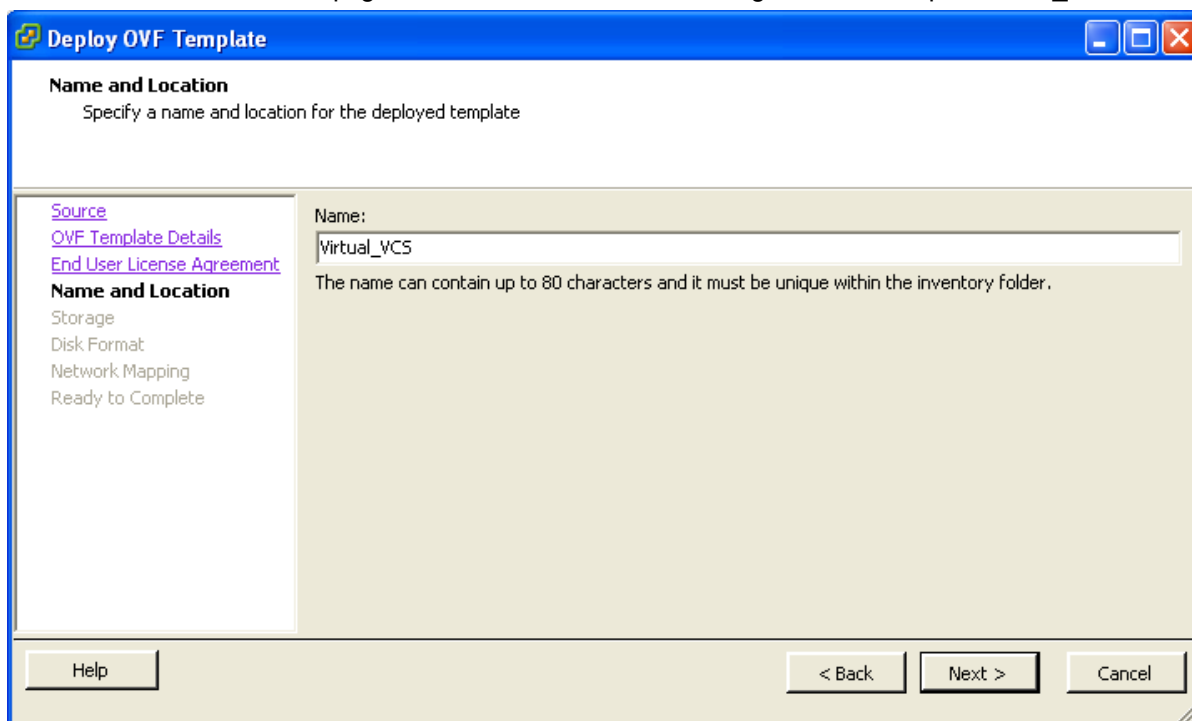 Deploy OVF Template
Name and Location
Specify a name and location for the deployed template
Source
OVF Template Details
End User License Agreement
Name and Location
Storage
Disk Format
Network Mapping
Ready to Complete
Name:
Virtual_VCS
The name can contain up to 80 characters and it must be unique within the inventory folder.
Help
< Back
Next >
Cancel